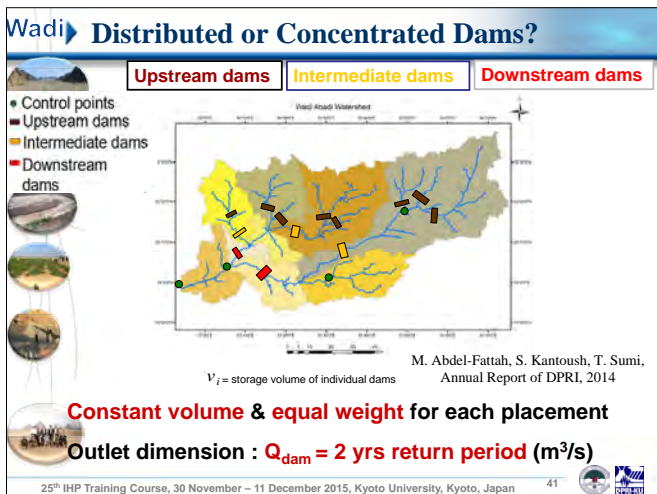 Wadi Distributed or Concentrated Dams?
Upstream dams Intermediate dams Downstream dams
Control points
Upstream dams
Intermediate dams
Downstream
dams
Wadi Abadi Watershed
M. Abdel-Fattah, S. Kantoush, T. Sumi,
Annual Report of DPRI, 2014
v i = storage volume of individual dams
Constant volume & equal weight for each placement
Outlet dimension : Qdam = 2 yrs return period (m³/s)
25th IHP Training Course, 30 November – 11 December 2015, Kyoto University, Kyoto, Japan 41
DPRI-KU